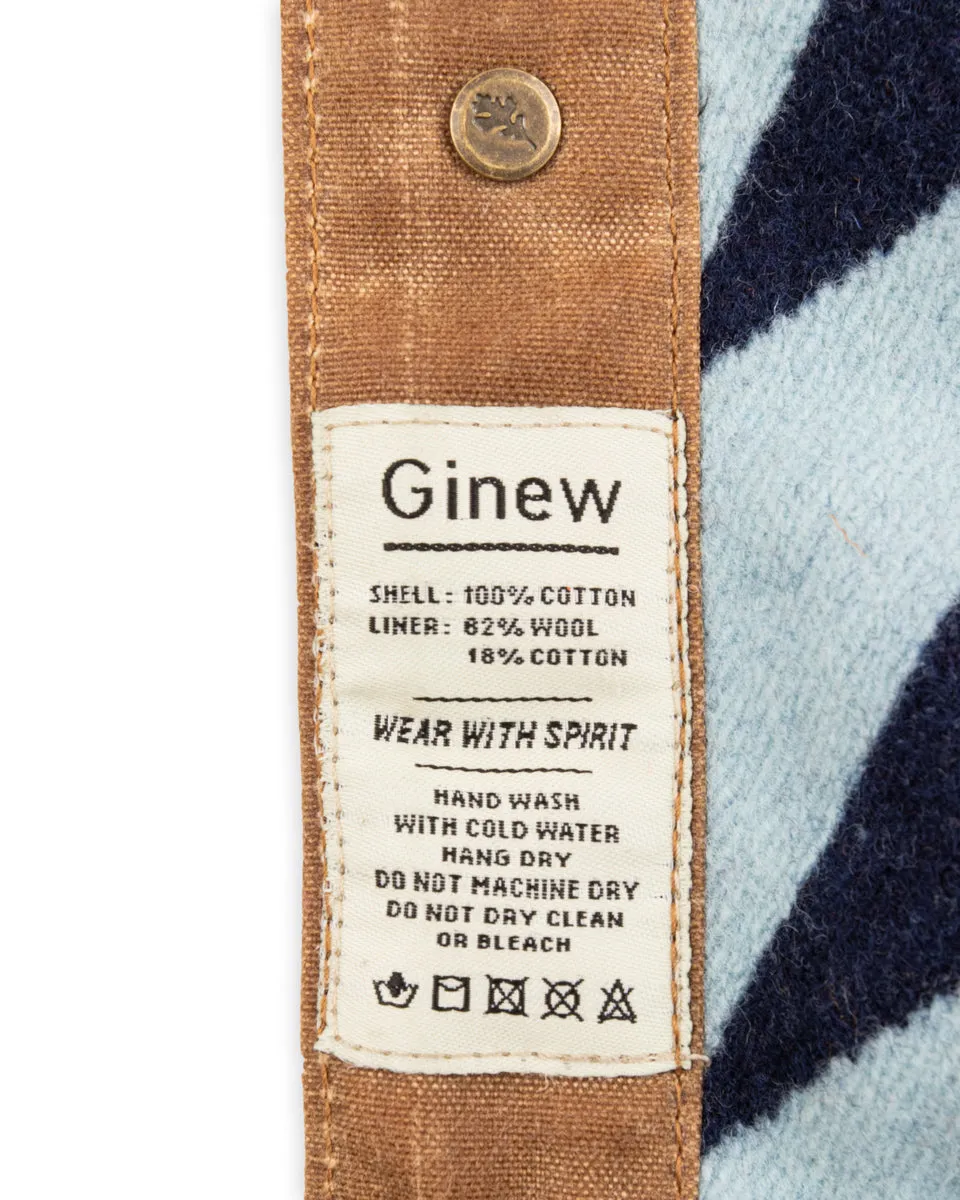 Ginew
SHELL: 100% COTTON
LINER: 82% WOOL
18% COTTON
WEAR WITH SPIRIT
HAND WASH
WITH COLD WATER
HANG DRY
DO NOT MACHINE DRY
DO NOT DRY CLEAN
OR BLEACH